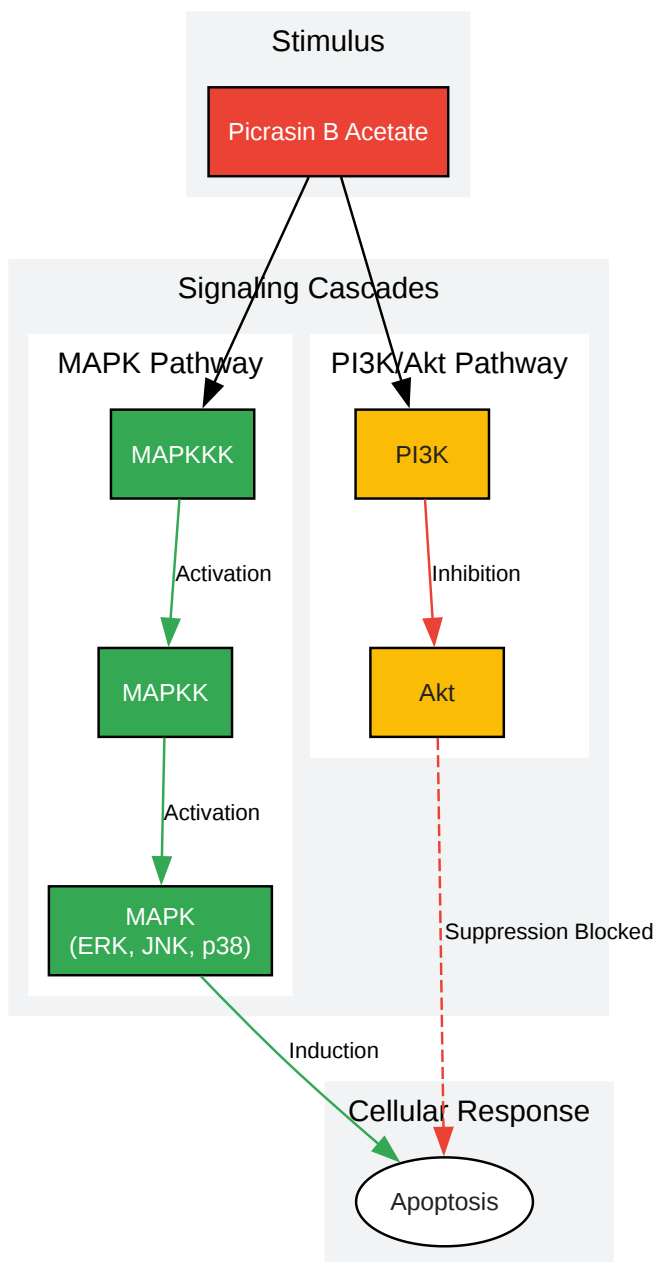 Stimulus
Picrasin B Acetate
Signaling Cascades
MAPK Pathway
PI3K/Akt Pathway
MAPKKK
PI3K
Activation
Inhibition
MAPKK
Akt
Activation
MAPK
(ERK, JNK, p38)
Suppression Blocked
Induction
Cellular Response
Apoptosis